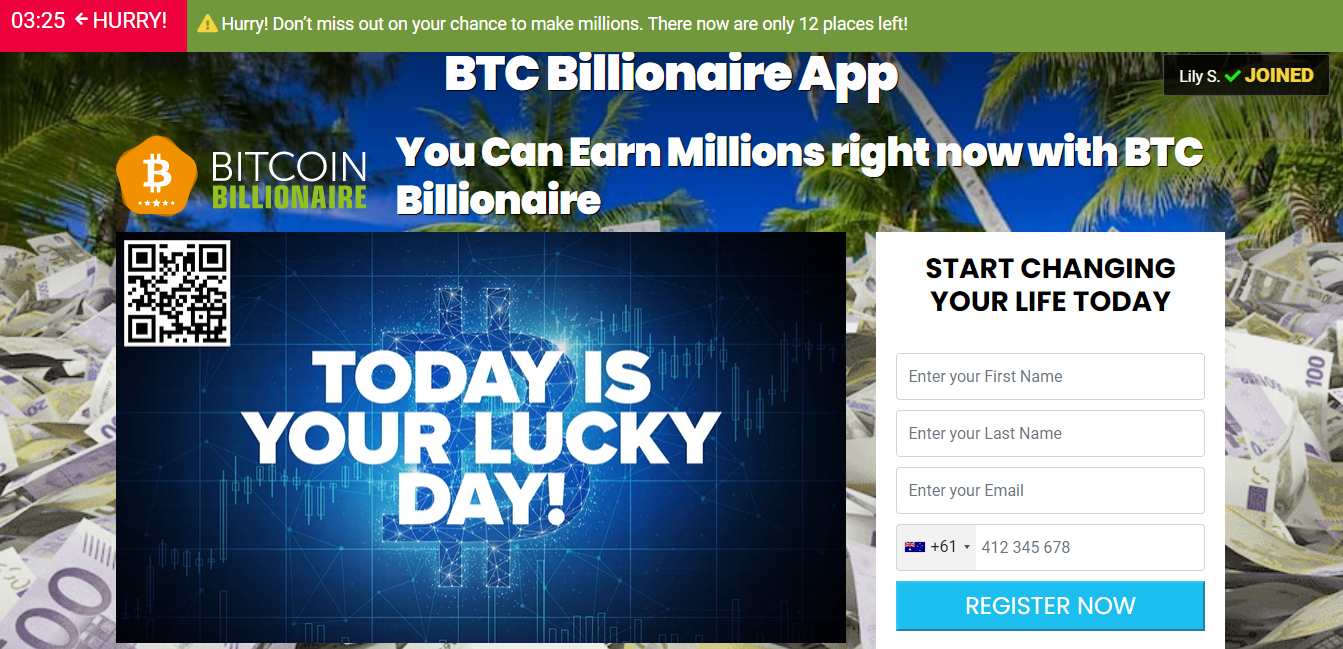 03:25 ← HURRY!
⚠️ Hurry! Don’t miss out on your chance to make millions. There now are only 12 places left!
BTC Billionaire App
Lily S. ✔ JOINED
BITCOIN
BILLIONAIRE
You Can Earn Millions right now with BTC
Billionaire
TODAY IS
YOUR LUCKY
DAY!
START CHANGING
YOUR LIFE TODAY
Enter your First Name
Enter your Last Name
Enter your Email
+61 412 345 678
REGISTER NOW
100